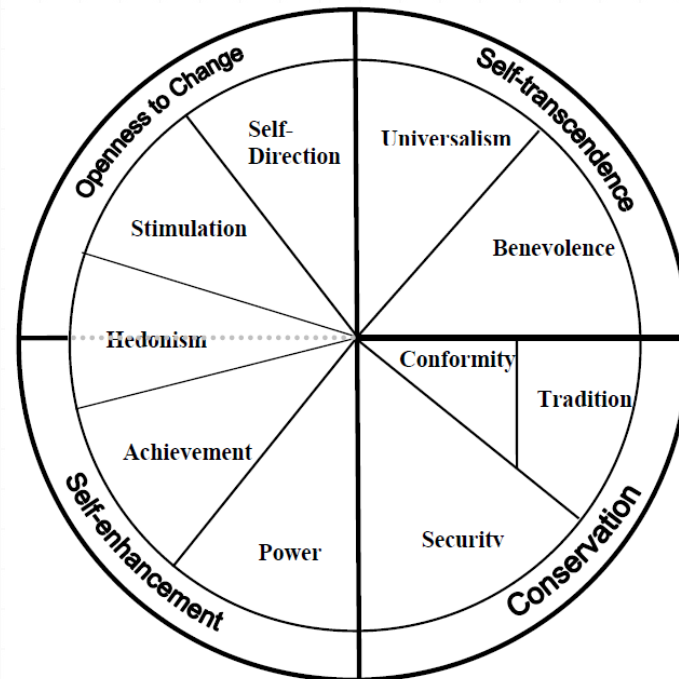 Openness to Change
Self-transcendence
Self-
Direction
Universalism
Stimulation
Benevolence
Hedonism
Conformity
Tradition
Achievement
Power
Security
Self-enhancement
Conservation